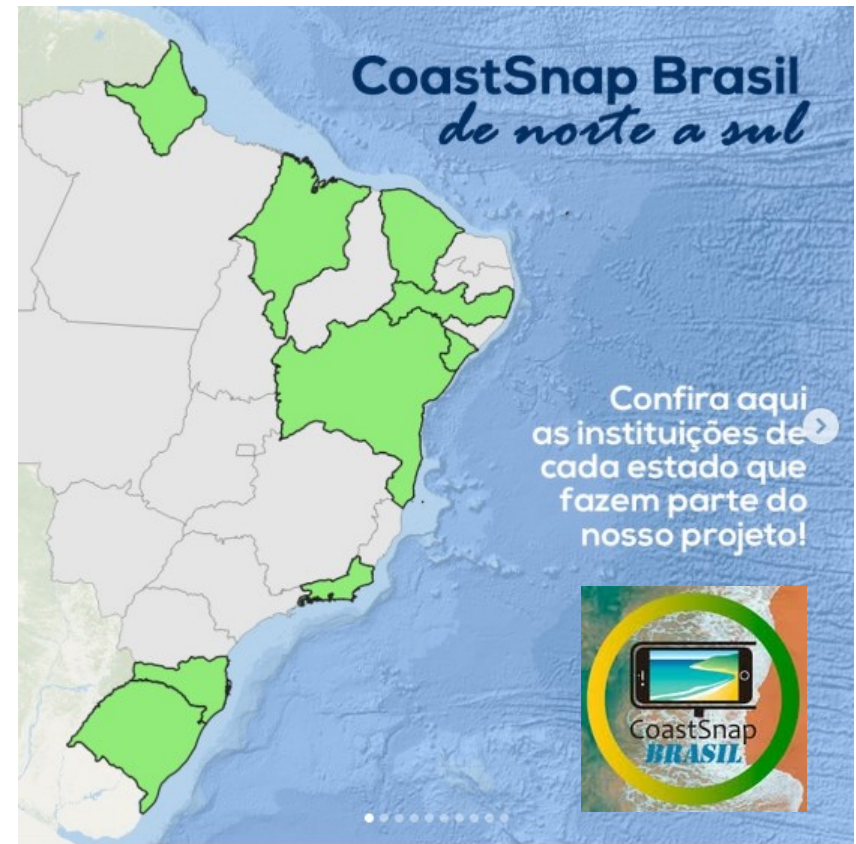 CoastSnap Brasil
de norte a sul
Confira aqui
as instituições de
cada estado que
fazem parte do
nosso projeto!
CoastSnap
BRASIL